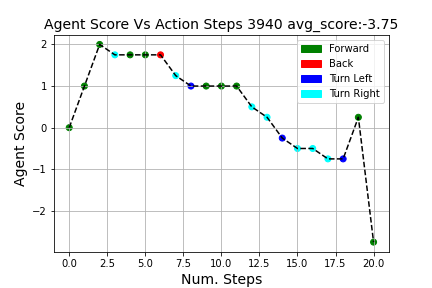 Agent Score Vs Action Steps 3940 avg_score:-3.75
Agent Score
2
1
0
−1
−2
Forward
Back
Turn Left
Turn Right
0.0 2.5 5.0 7.5 10.0 12.5 15.0 17.5 20.0
Num. Steps